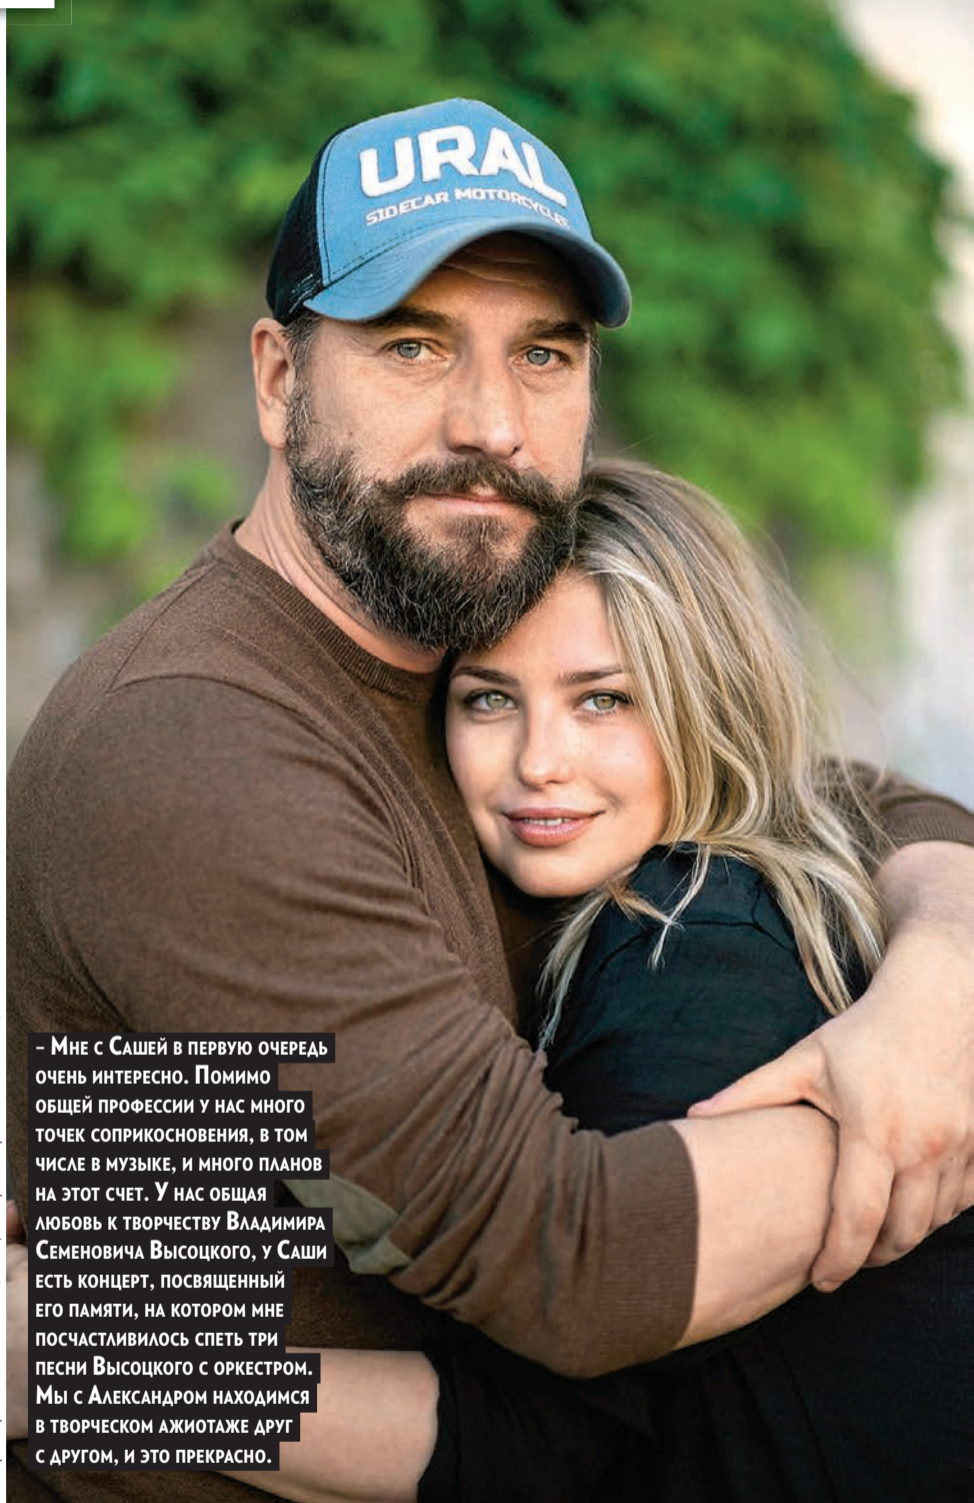 URAL
SIDECAR MOTORCYCLES
– Мне с Сашей в первую очередь
очень интересно. Помимо
общей профессии у нас много
точек соприкосновения, в том
числе в музыке, и много планов
на этот счет. У нас общая
любовь к творчеству Владимира
Семеновича Высоцкого, у Саши
есть концерт, посвященный
его памяти, на котором мне
посчастливилось спеть три
песни Высоцкого с оркестром.
Мы с Александром находимся
в творческом ажиотаже друг
с другом, и это прекрасно.